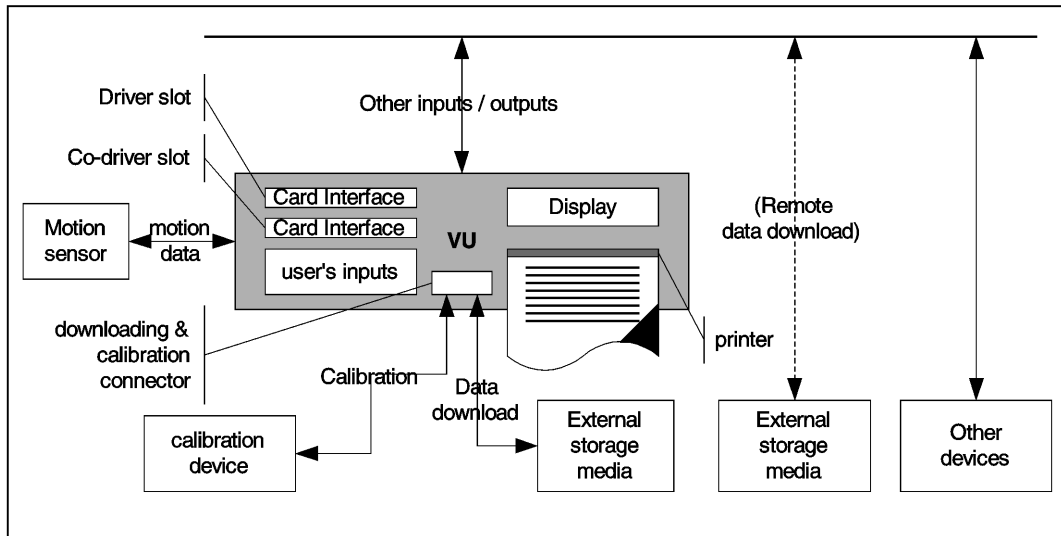 Driver slot
Other inputs / outputs
Co-driver slot
Card Interface
Card Interface
Display
(Remote
data download)
Motion
sensor
motion
data
VU
user's inputs
downloading &
calibration
connector
printer
Calibration
Data
download
calibration
device
External
storage
media
External
storage
media
Other
devices